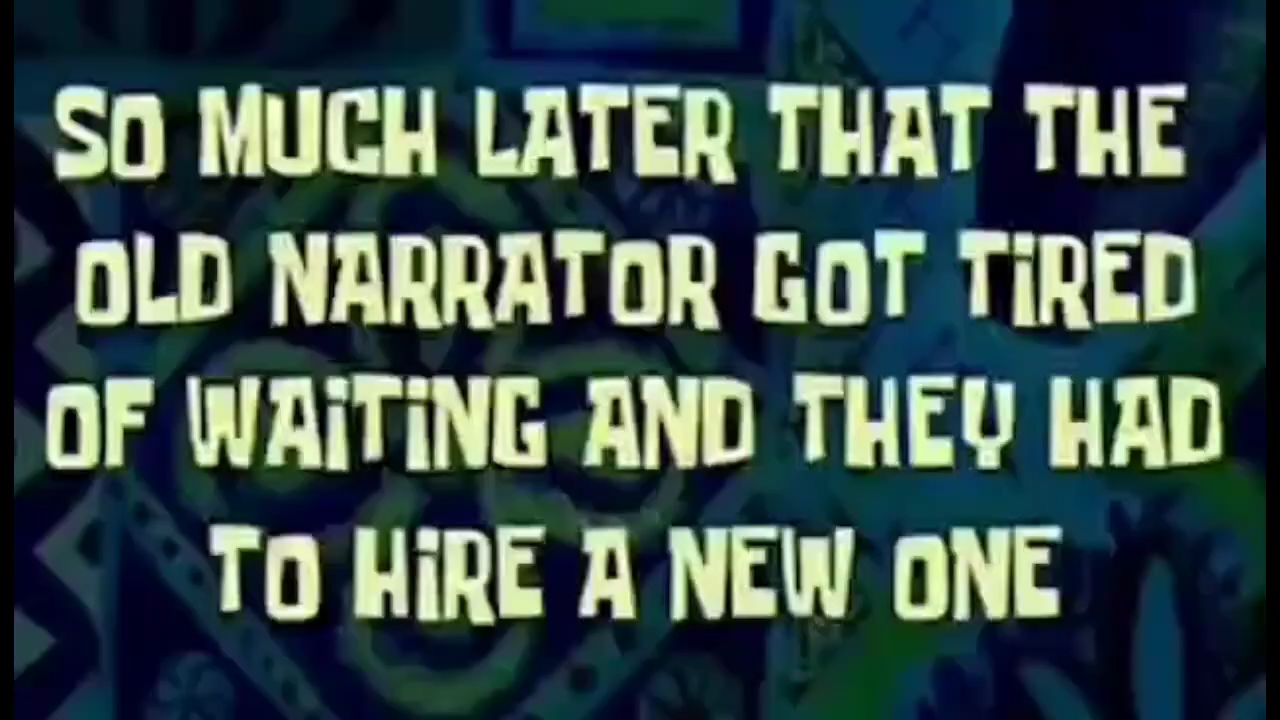 SO MUCH LATER THAT THE
OLD NARRATOR GOT TiRED
OF WAiTiNG AND THEY HAD
TO HiRE A NEW ONE